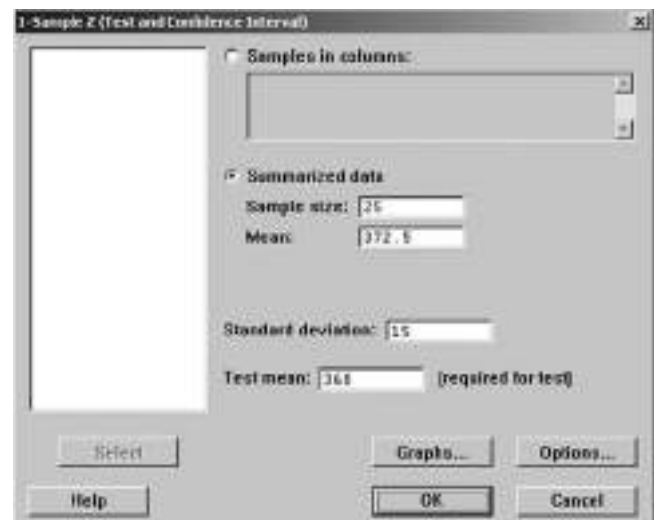 1-Sample Z (Test and Confidence Interval)
Samples in columns:
Summarized data
Sample size: 25
Mean: 372.5
Standard deviation: 15
Test mean: 368 (required for test)
Select
Graphs...
Options...
Help
OK
Cancel